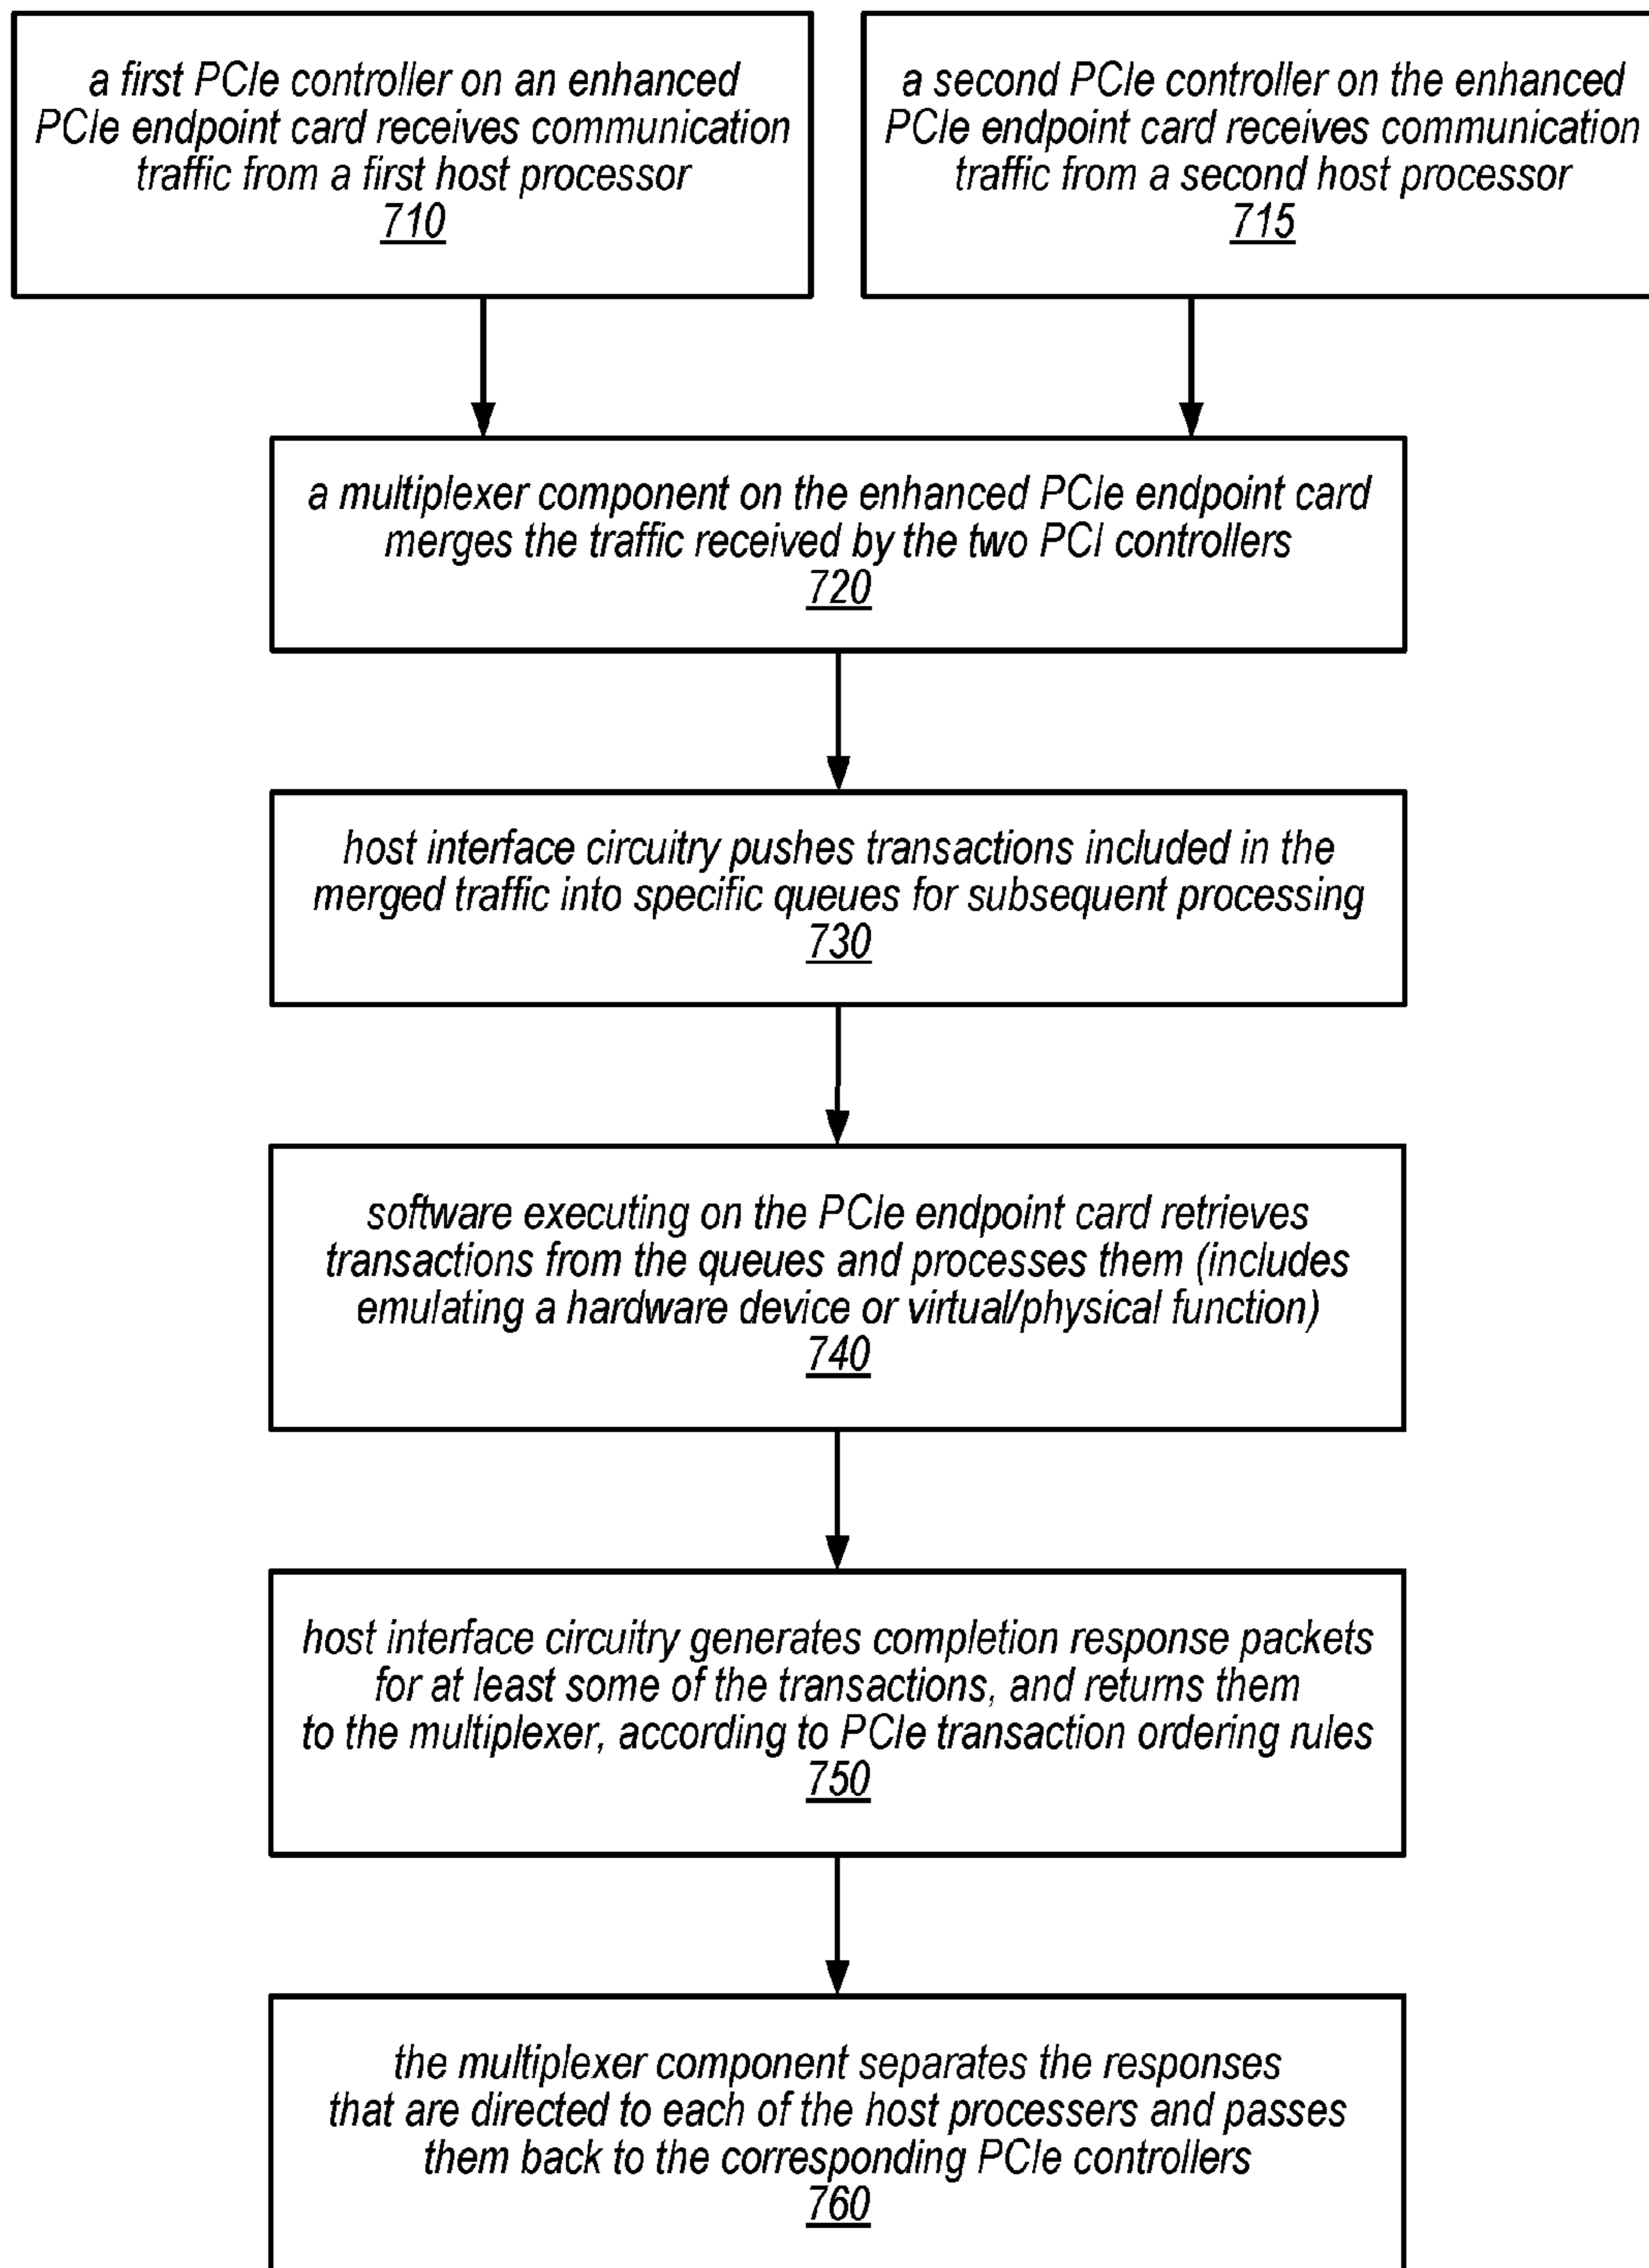 a first PCIe controller on an enhanced
PCIe endpoint card receives communication
traffic from a first host processor
710
a second PCIe controller on the enhanced
PCIe endpoint card receives communication
traffic from a second host processor
715
a multiplexer component on the enhanced PCIe endpoint card
merges the traffic received by the two PCI controllers
720
host interface circuitry pushes transactions included in the
merged traffic into specific queues for subsequent processing
730
software executing on the PCIe endpoint card retrieves
transactions from the queues and processes them (includes
emulating a hardware device or virtual/physical function)
740
host interface circuitry generates completion response packets
for at least some of the transactions, and returns them
to the multiplexer, according to PCIe transaction ordering rules
750
the multiplexer component separates the responses
that are directed to each of the host processers and passes
them back to the corresponding PCIe controllers
760